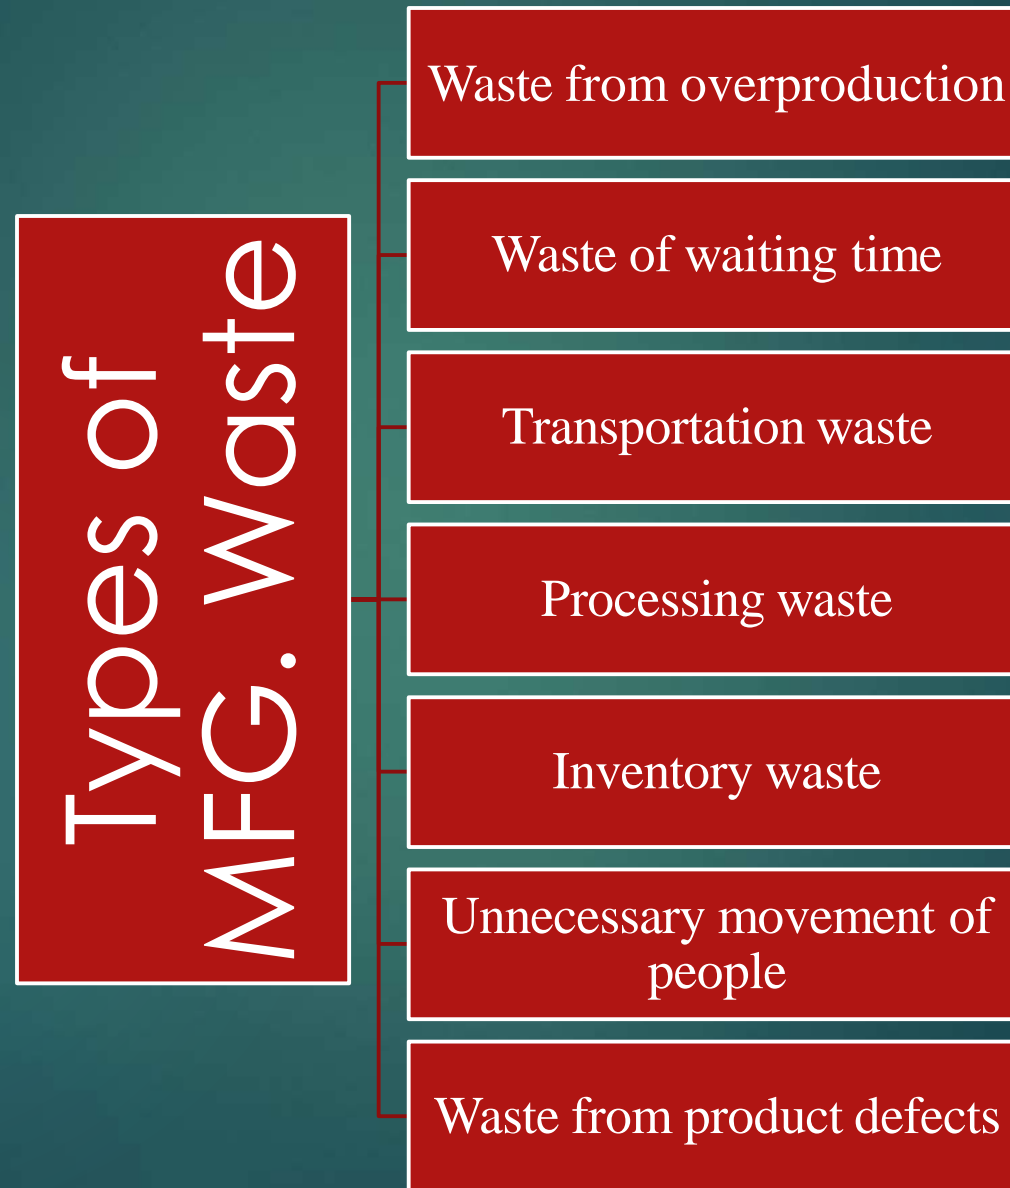 Types of
MFG. Waste
Waste from overproduction
Waste of waiting time
Transportation waste
Processing waste
Inventory waste
Unnecessary movement of
people
Waste from product defects